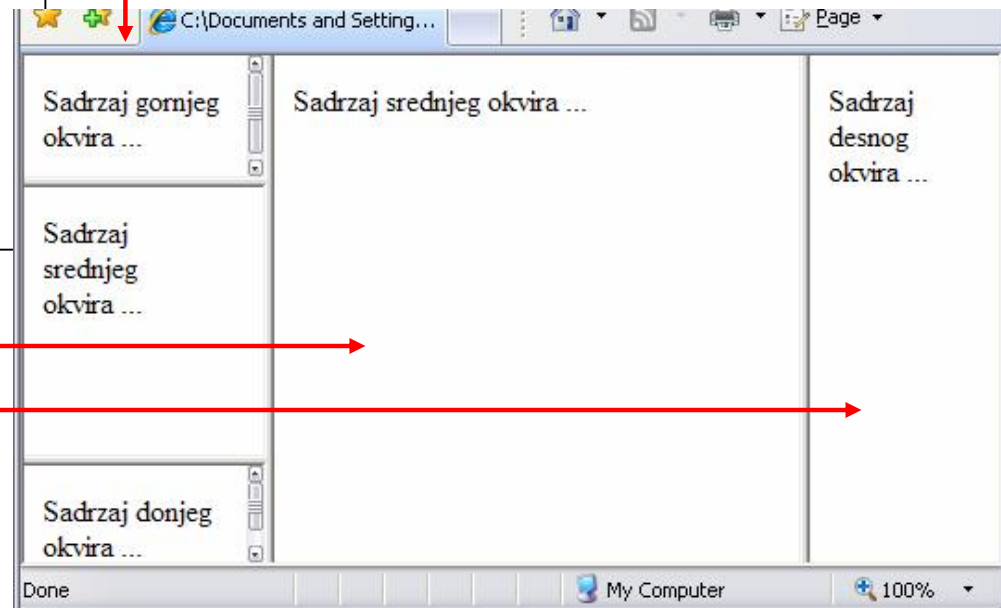 C:\Documents and Setting...
Page
Sadrzaj gornjeg
okvira ...
Sadrzaj
srednjeg
okvira ...
Sadrzaj donjeg
okvira ...
Sadrzaj srednjeg okvira ...
Sadrzaj
desnog
okvira ...
Done
My Computer
100%